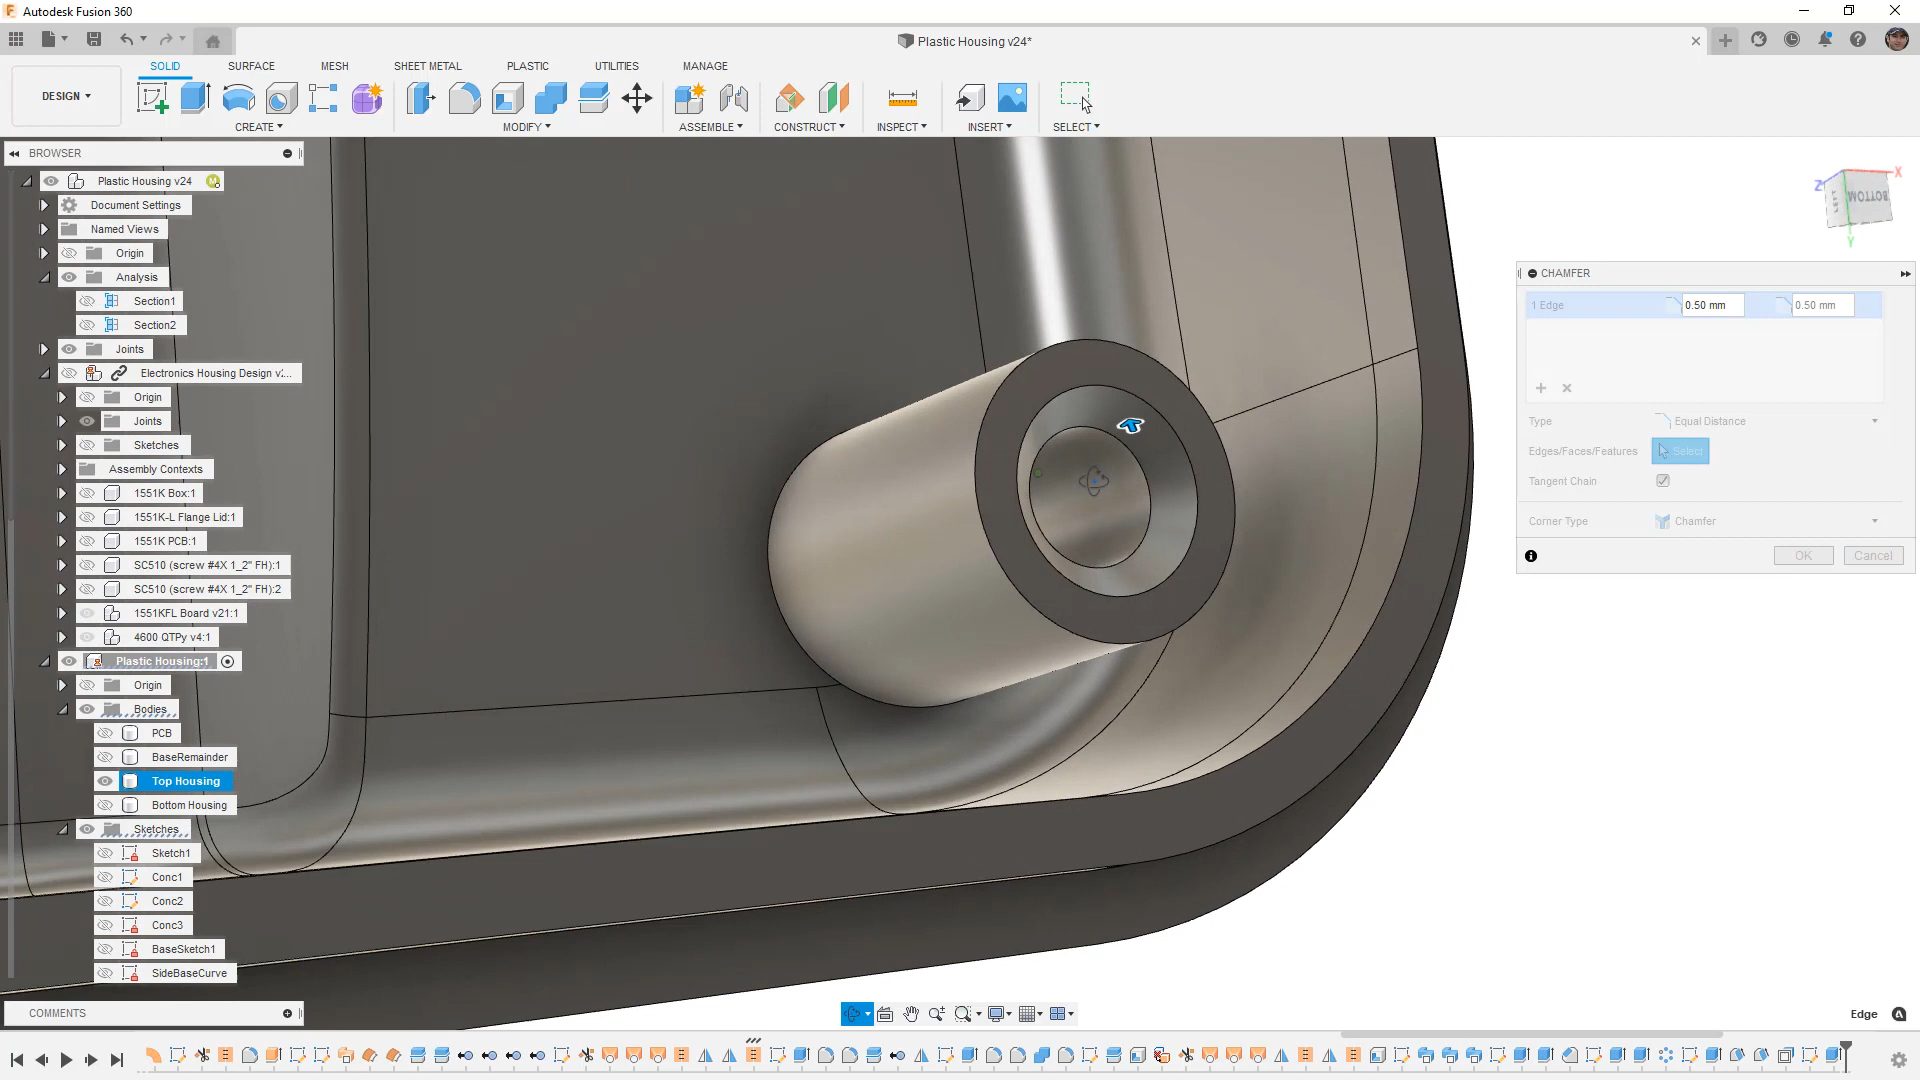 Autodesk Fusion 360
Plastic Housing v24*
DESIGN
SOLID
SURFACE
MESH
SHEET METAL
PLASTIC
UTILITIES
MANAGE
CREATE
MODIFY
ASSEMBLE
CONSTRUCT
INSPECT
INSERT
SELECT
BROWSER
Plastic Housing v24
Document Settings
Named Views
Origin
Analysis
Section1
Section2
Joints
Electronics Housing Design v2...
Origin
Joints
Sketches
Assembly Contexts
1551K Box:1
1551K-L Flange Lid:1
1551K PCB:1
SC510 (screw #4X 1_2" FH):1
SC510 (screw #4X 1_2" FH):2
1551KFL Board v21:1
4600 QTPy v4:1
Plastic Housing:1
Origin
Bodies
PCB
BaseRemainder
Top Housing
Bottom Housing
Sketches
Sketch1
Conc1
Conc2
Conc3
BaseSketch1
SideBaseCurve
COMMENTS
Z
X
Y
BOTTOM
CHAMFER
1 Edge 0.50 mm 0.50 mm
Type Equal Distance
Edges/Faces/Features Select
Tangent Chain
Corner Type Chamfer
OK Cancel
Edge